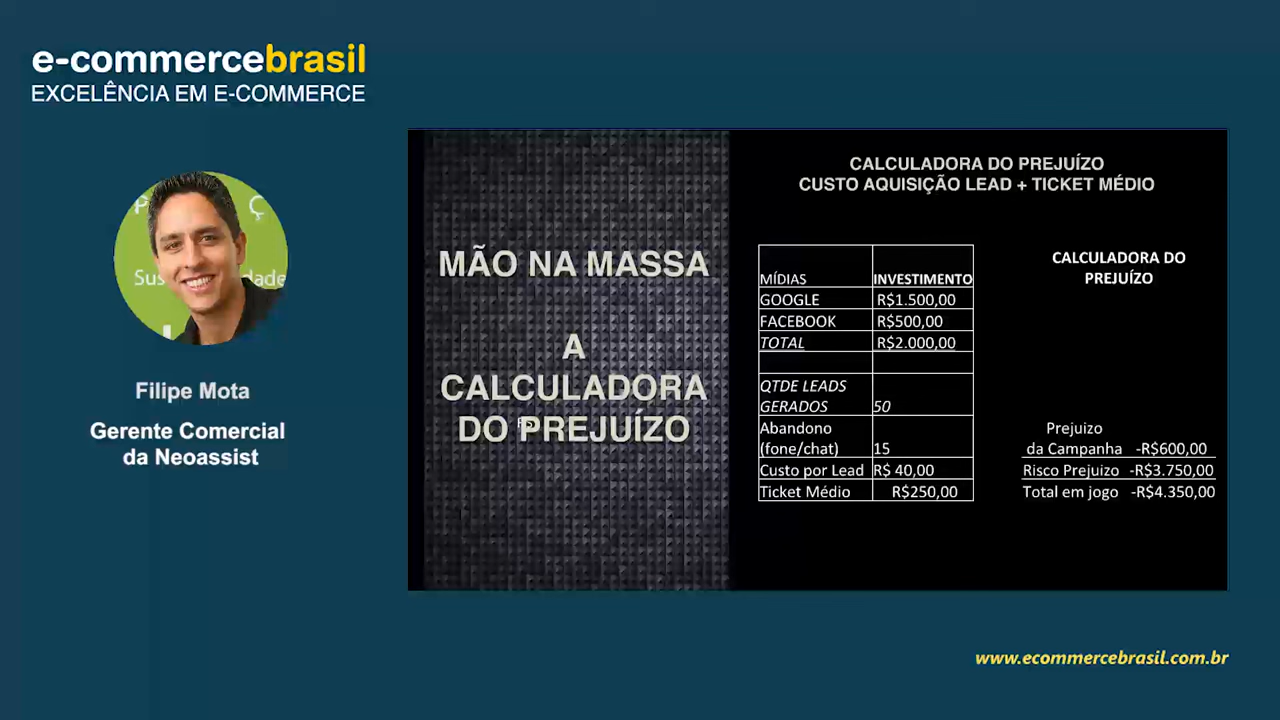 e-commercebrasil
EXCELÊNCIA EM E-COMMERCE
Filipe Mota
Gerente Comercial
da Neoassist
MÃO NA MASSA
A
CALCULADORA
DO PREJUÍZO
CALCULADORA DO PREJUÍZO
CUSTO AQUISIÇÃO LEAD + TICKET MÉDIO
MÍDIAS INVESTIMENTO
GOOGLE R$1.500,00
FACEBOOK R$500,00
TOTAL R$2.000,00
QTDE LEADS
GERADOS 50
Abandono
(fone/chat) 15
Custo por Lead R$ 40,00
Ticket Médio R$250,00
CALCULADORA DO
PREJUÍZO
Prejuizo
da Campanha -R$600,00
Risco Prejuizo -R$3.750,00
Total em jogo -R$4.350,00
www.ecommercebrasil.com.br